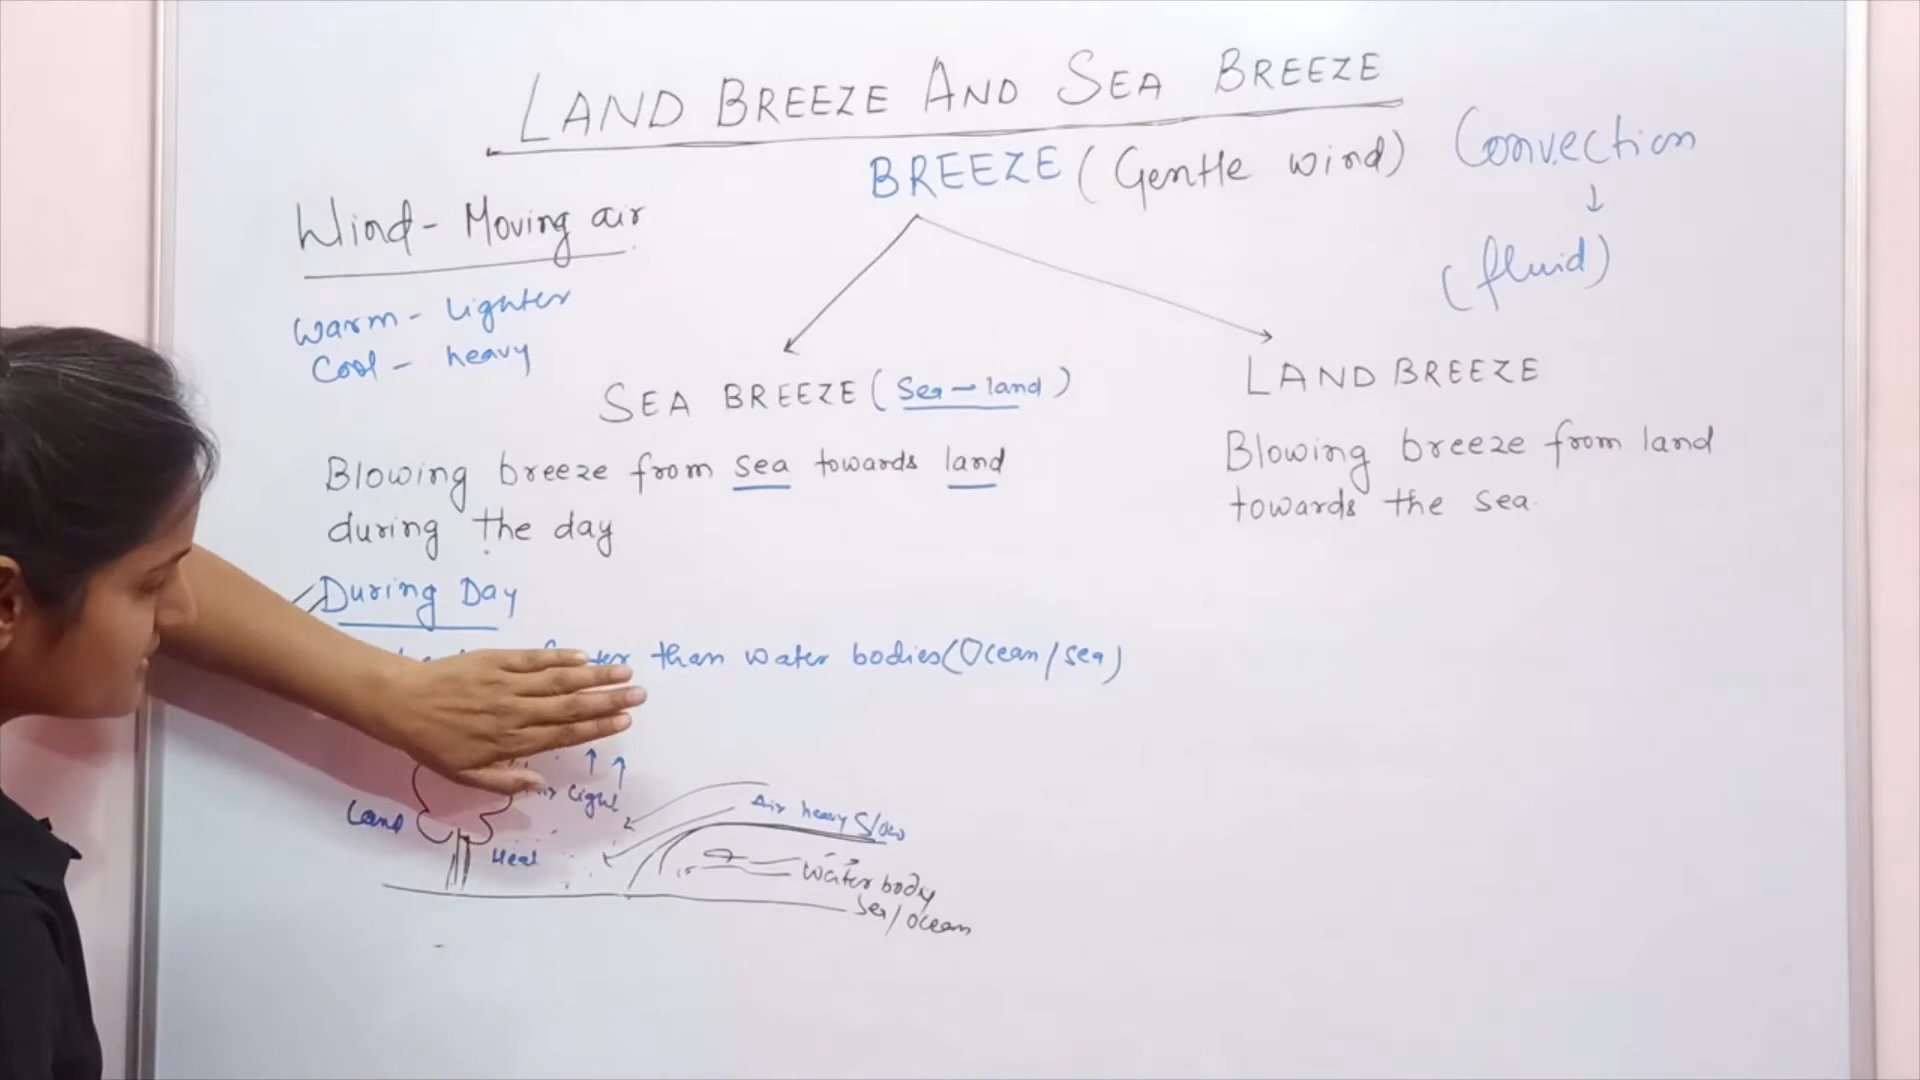 LAND BREEZE AND SEA BREEZE
BREEZE (Gentle wind)
Convection
↓
(fluid)
Wind - Moving air
Warm - Lighter
Cool - heavy
SEA BREEZE (Sea - land)
Blowing breeze from sea towards land
during the day
LAND BREEZE
Blowing breeze from land
towards the sea.
During Day
than water bodies (Ocean/sea)
Light
Land
Heat
Air heavy Slow
Water body
Sea/Ocean